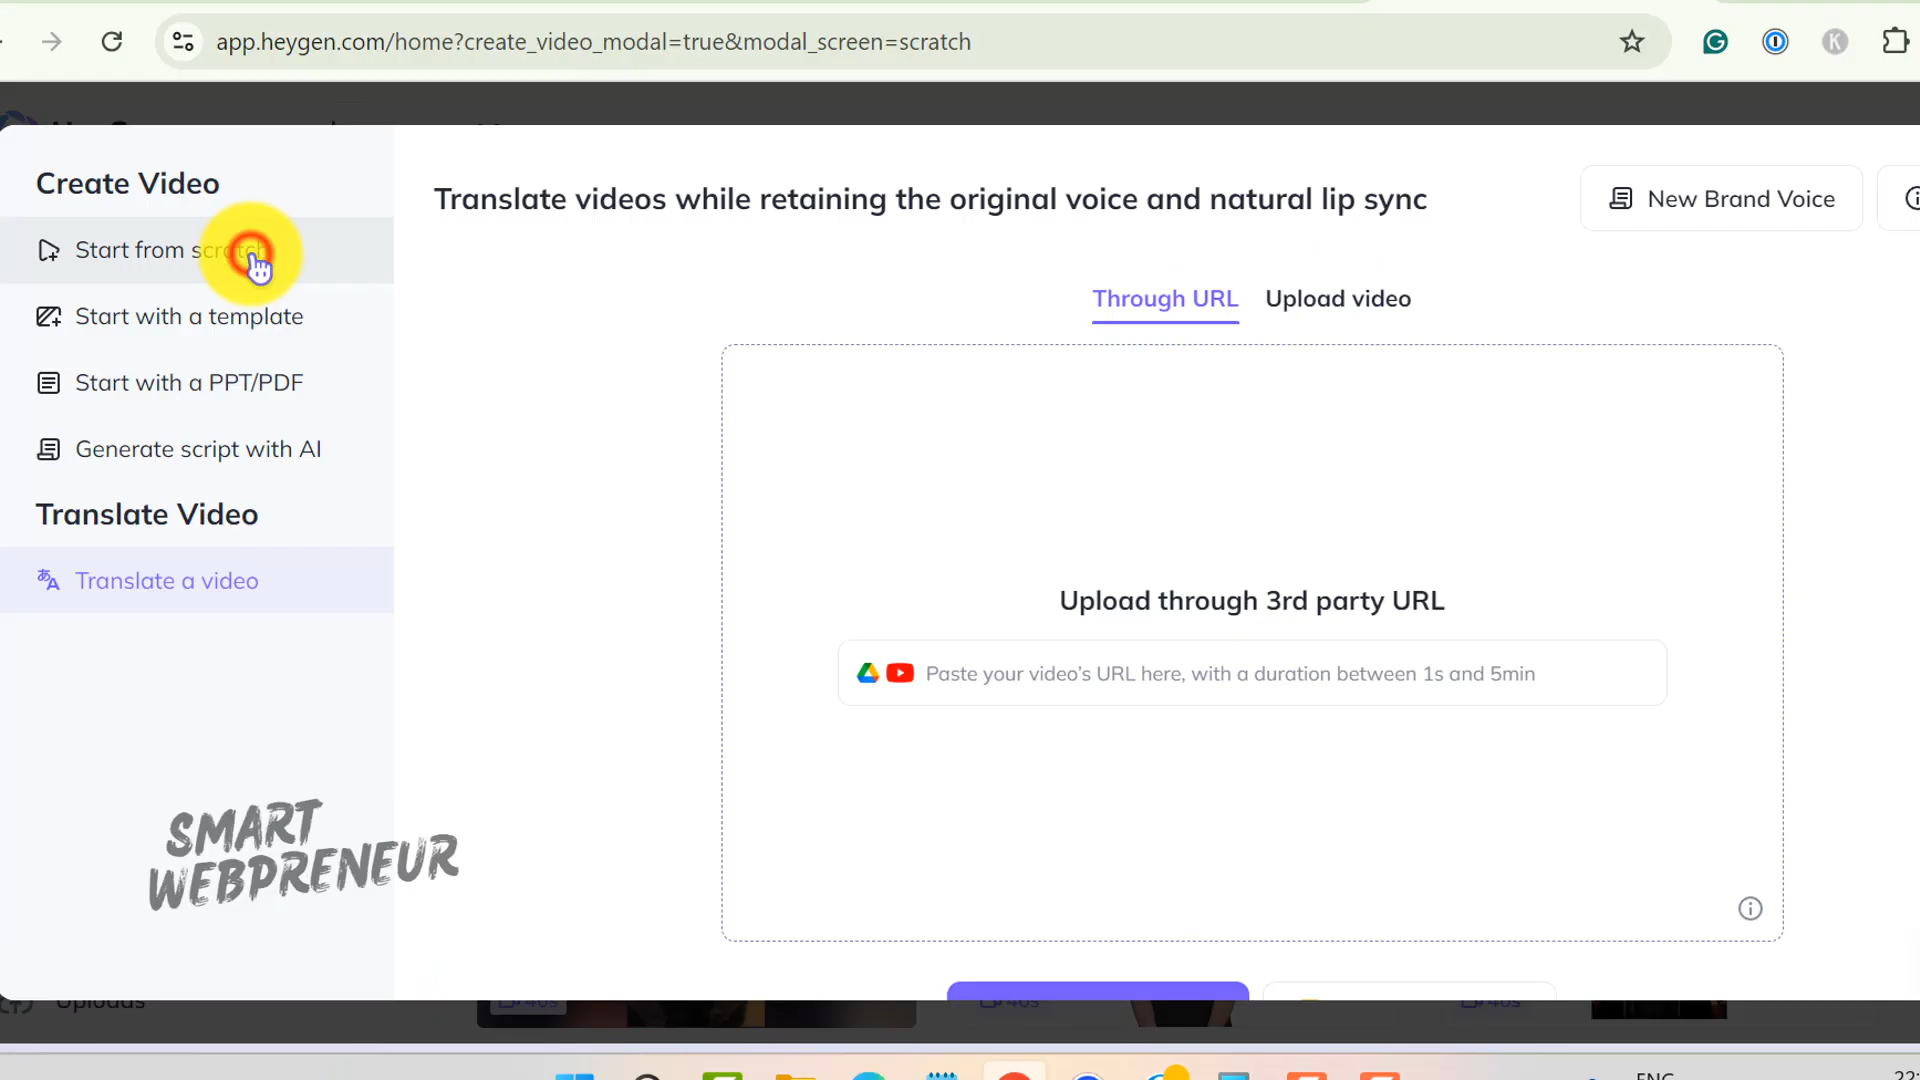 app.heygen.com/home?create_video_modal=true&modal_screen=scratch
Create Video
Start from scratch
Start with a template
Start with a PPT/PDF
Generate script with AI
Translate Video
Translate a video
Translate videos while retaining the original voice and natural lip sync
New Brand Voice
Through URL
Upload video
Upload through 3rd party URL
Paste your video's URL here, with a duration between 1s and 5min
SMART
WEBPRENEUR
Uploads
ENG